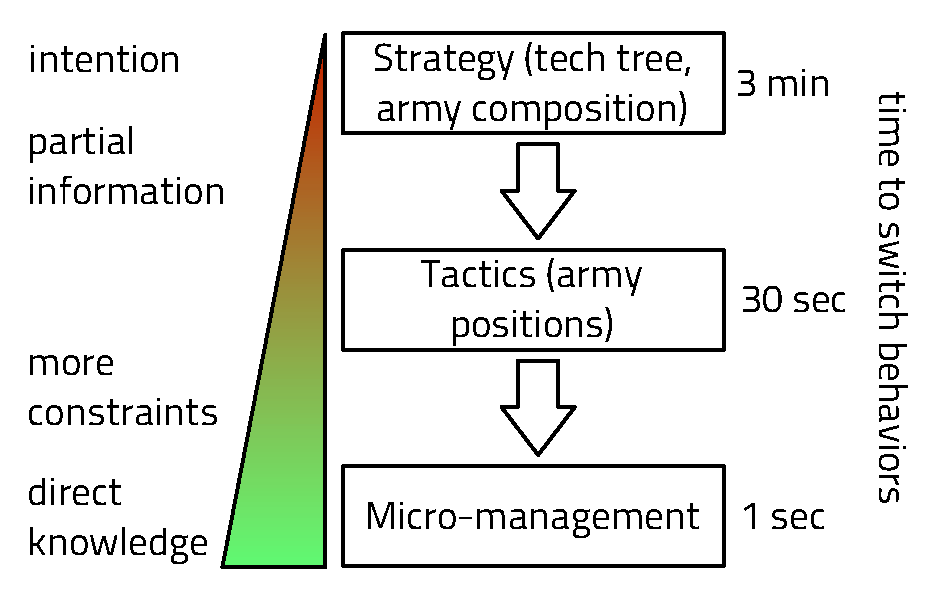 intention
partial
information
more
constraints
direct
knowledge
Strategy (tech tree,
army composition)
3 min
Tactics (army
positions)
30 sec
Micro-management
1 sec
time to switch behaviors